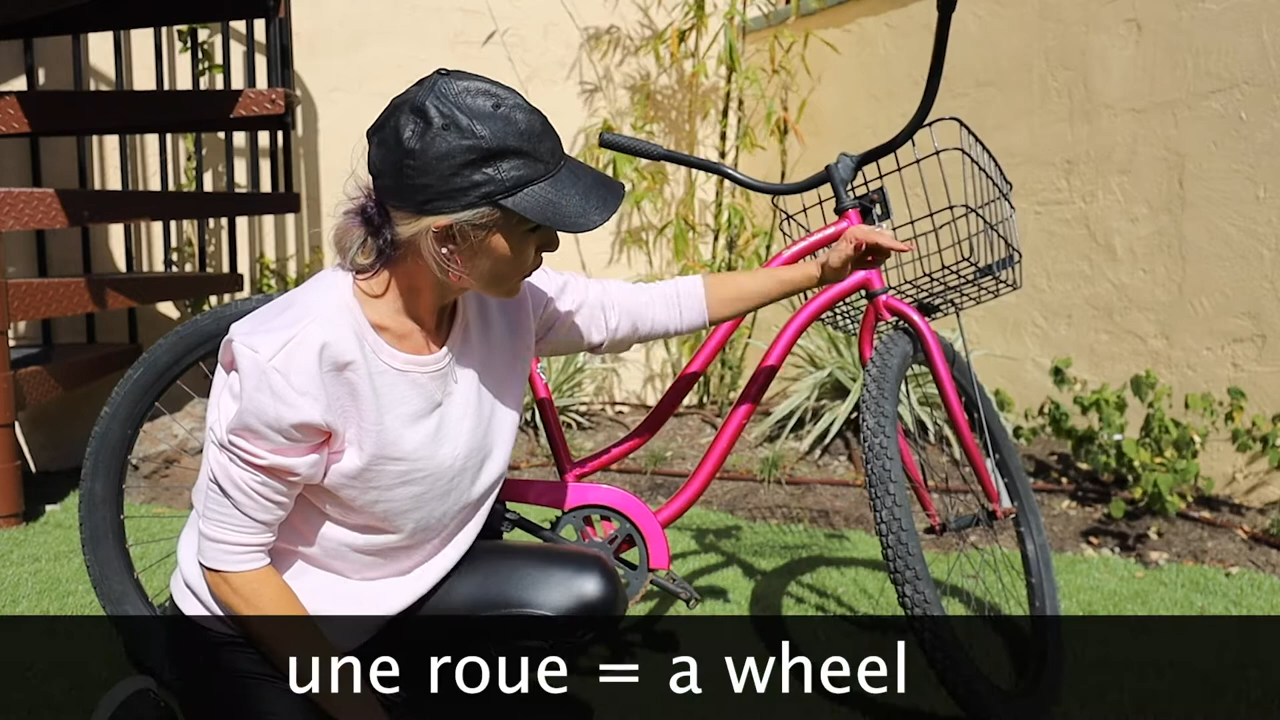 une roue = a wheel